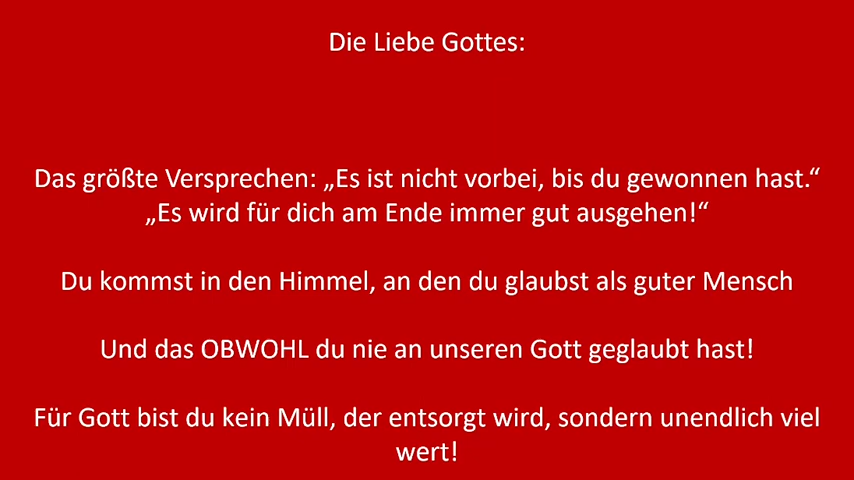 Die Liebe Gottes:
Das größte Versprechen: „Es ist nicht vorbei, bis du gewonnen hast.“
„Es wird für dich am Ende immer gut ausgehen!“
Du kommst in den Himmel, an den du glaubst als guter Mensch
Und das OBWOHL du nie an unseren Gott geglaubt hast!
Für Gott bist du kein Müll, der entsorgt wird, sondern unendlich viel
wert!